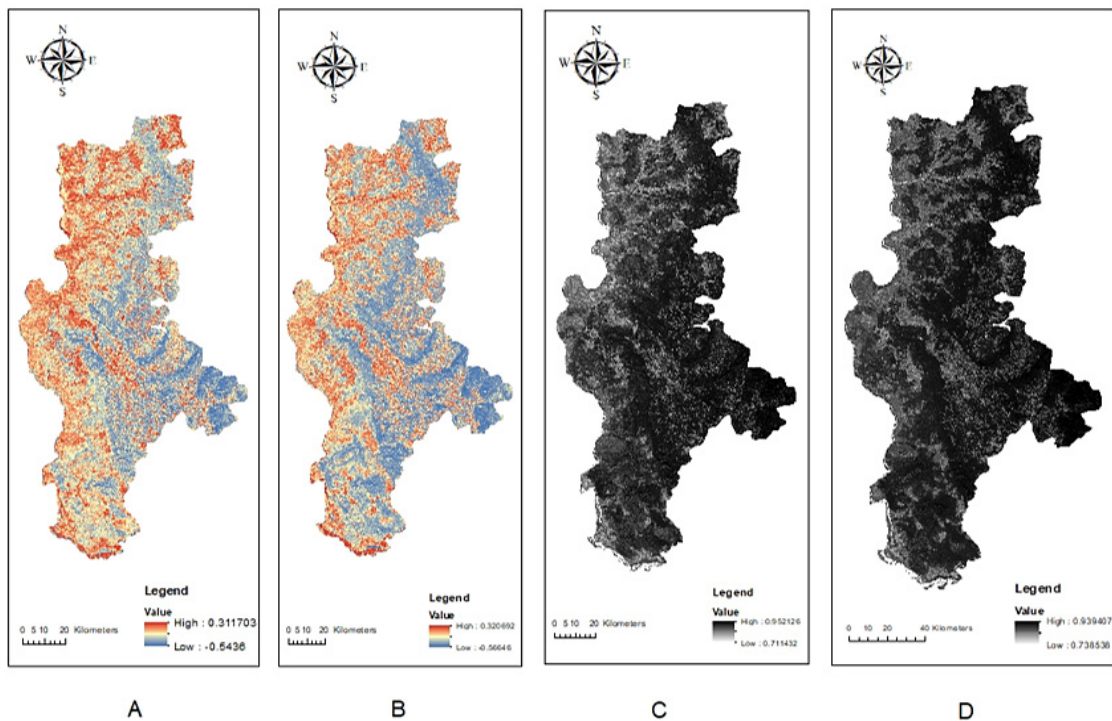 N
W E
S
Legend
Value
High : 0.311703
Low : -0.5436
0 5 10 20 Kilometers
A
N
W E
S
Legend
Value
High : 0.320692
Low : -0.56646
0 5 10 20 Kilometers
B
N
W E
S
Legend
Value
High : 0.952126
Low : 0.711432
0 5 10 20 Kilometers
C
N
W E
S
Legend
Value
High : 0.939407
Low : 0.738538
0 10 20 40 Kilometers
D